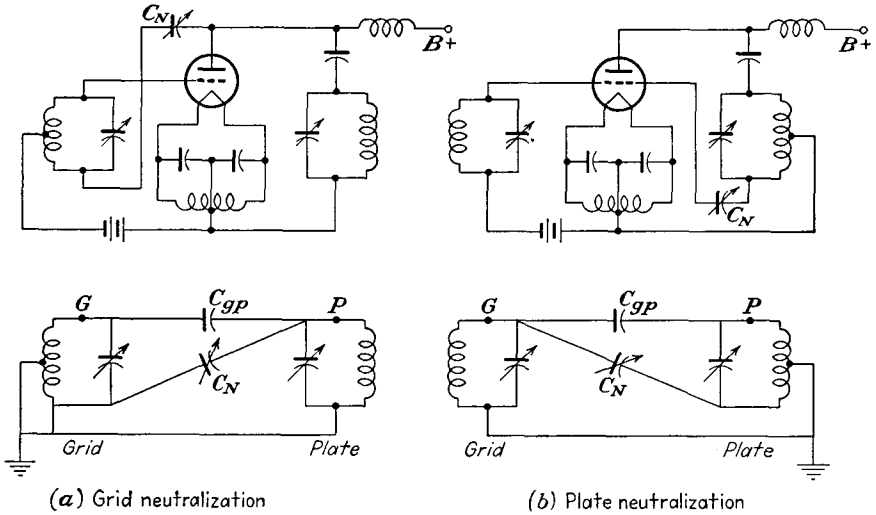 C_N
B+
B+
C_N
G
C_gp
P
C_N
Grid
Plate
G
C_gp
P
C_N
Grid
Plate
(a) Grid neutralization
(b) Plate neutralization